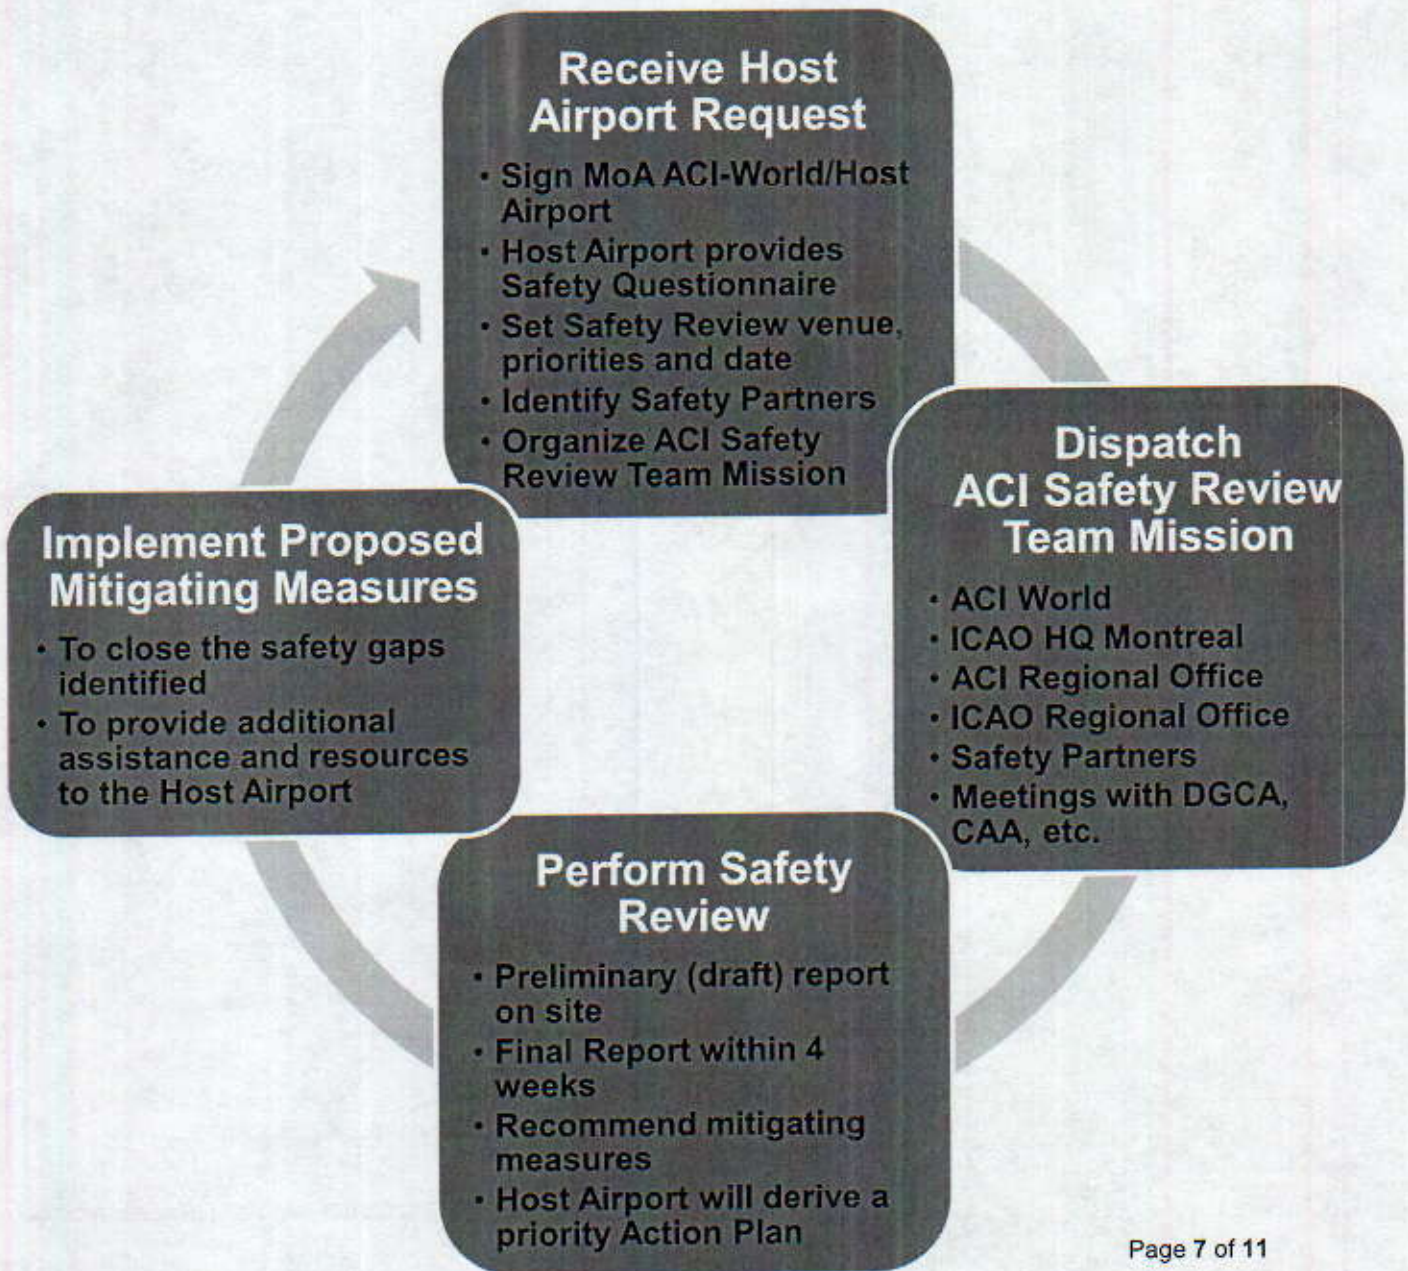 Receive Host
Airport Request
• Sign MoA ACI-World/Host
Airport
• Host Airport provides
Safety Questionnaire
• Set Safety Review venue,
priorities and date
• Identify Safety Partners
• Organize ACI Safety
Review Team Mission
Dispatch
ACI Safety Review
Team Mission
• ACI World
• ICAO HQ Montreal
• ACI Regional Office
• ICAO Regional Office
• Safety Partners
• Meetings with DGCA,
CAA, etc.
Perform Safety
Review
• Preliminary (draft) report
on site
• Final Report within 4
weeks
• Recommend mitigating
measures
• Host Airport will derive a
priority Action Plan
Implement Proposed
Mitigating Measures
• To close the safety gaps
identified
• To provide additional
assistance and resources
to the Host Airport
Page 7 of 11